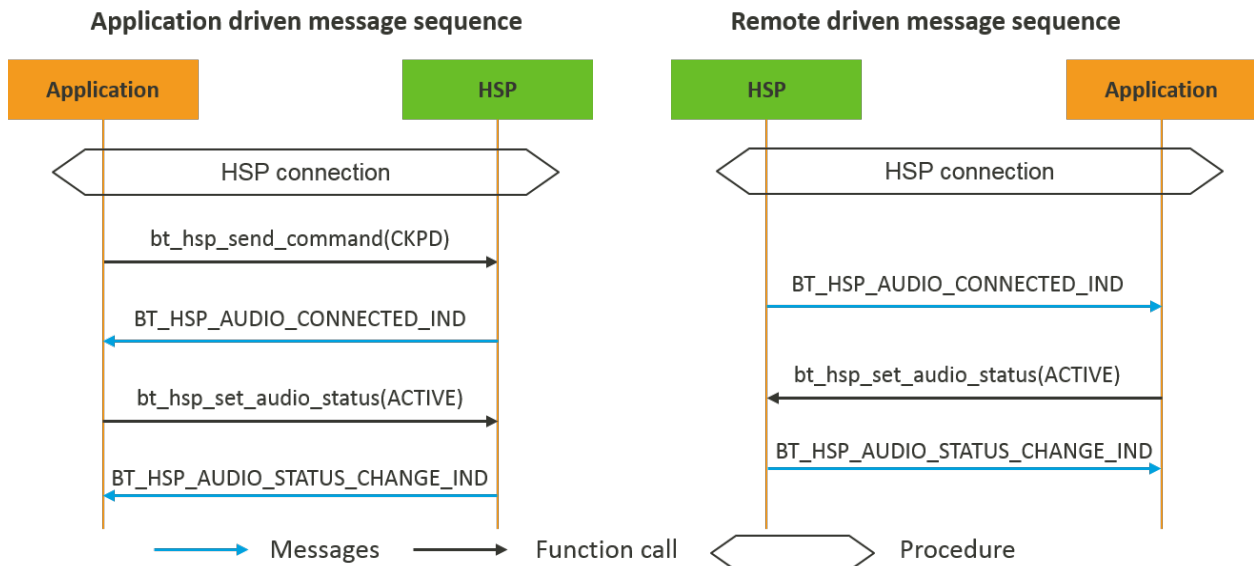 Application driven message sequence
Remote driven message sequence
Application
HSP
HSP
Application
HSP connection
HSP connection
bt_hsp_send_command(CKPD)
BT_HSP_AUDIO_CONNECTED_IND
BT_HSP_AUDIO_CONNECTED_IND
bt_hsp_set_audio_status(ACTIVE)
bt_hsp_set_audio_status(ACTIVE)
BT_HSP_AUDIO_STATUS_CHANGE_IND
BT_HSP_AUDIO_STATUS_CHANGE_IND
Messages
Function call
Procedure